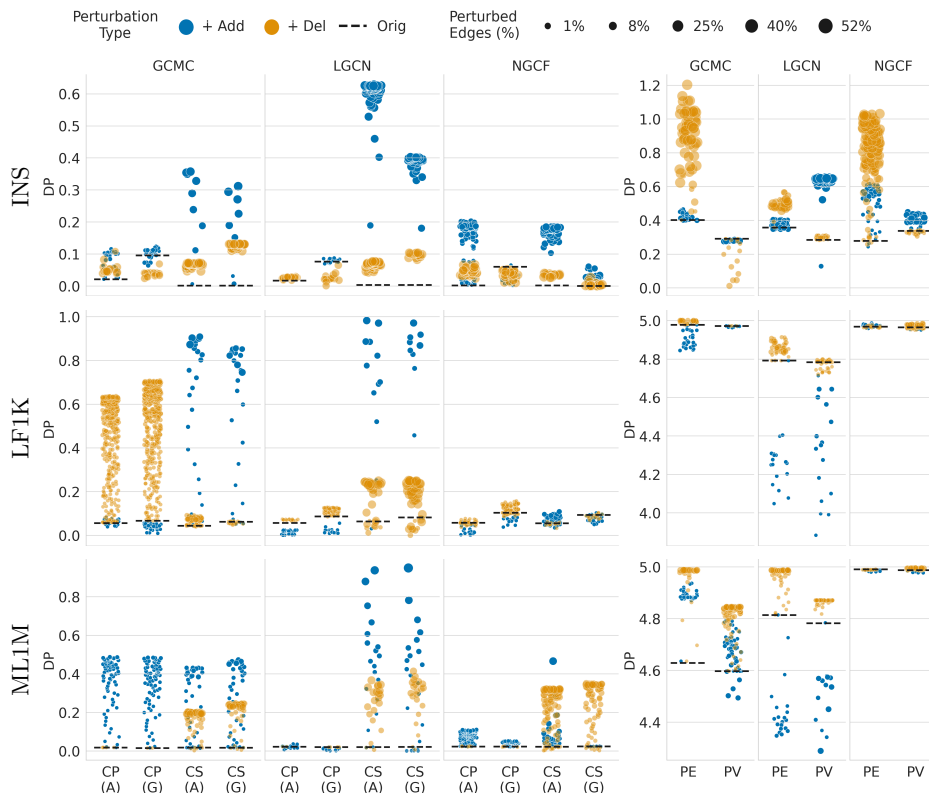 Perturbation Type + Add + Del Orig Perturbed Edges (%) 1% 8% 25% 40% 52%
GCMC LGCN NGCF GCMC LGCN NGCF
INS
DP
0.6
0.5
0.4
0.3
0.2
0.1
0.0
DP
1.2
1.0
0.8
0.6
0.4
0.2
0.0
LF1K
DP
1.0
0.8
0.6
0.4
0.2
0.0
DP
5.0
4.8
4.6
4.4
4.2
4.0
ML1M
DP
0.8
0.6
0.4
0.2
0.0
DP
5.0
4.8
4.6
4.4
CP CP CS CS CP CP CS CS CP CP CS CS PE PV PE PV PE PV
(A) (G) (A) (G) (A) (G) (A) (G) (A) (G) (A) (G)